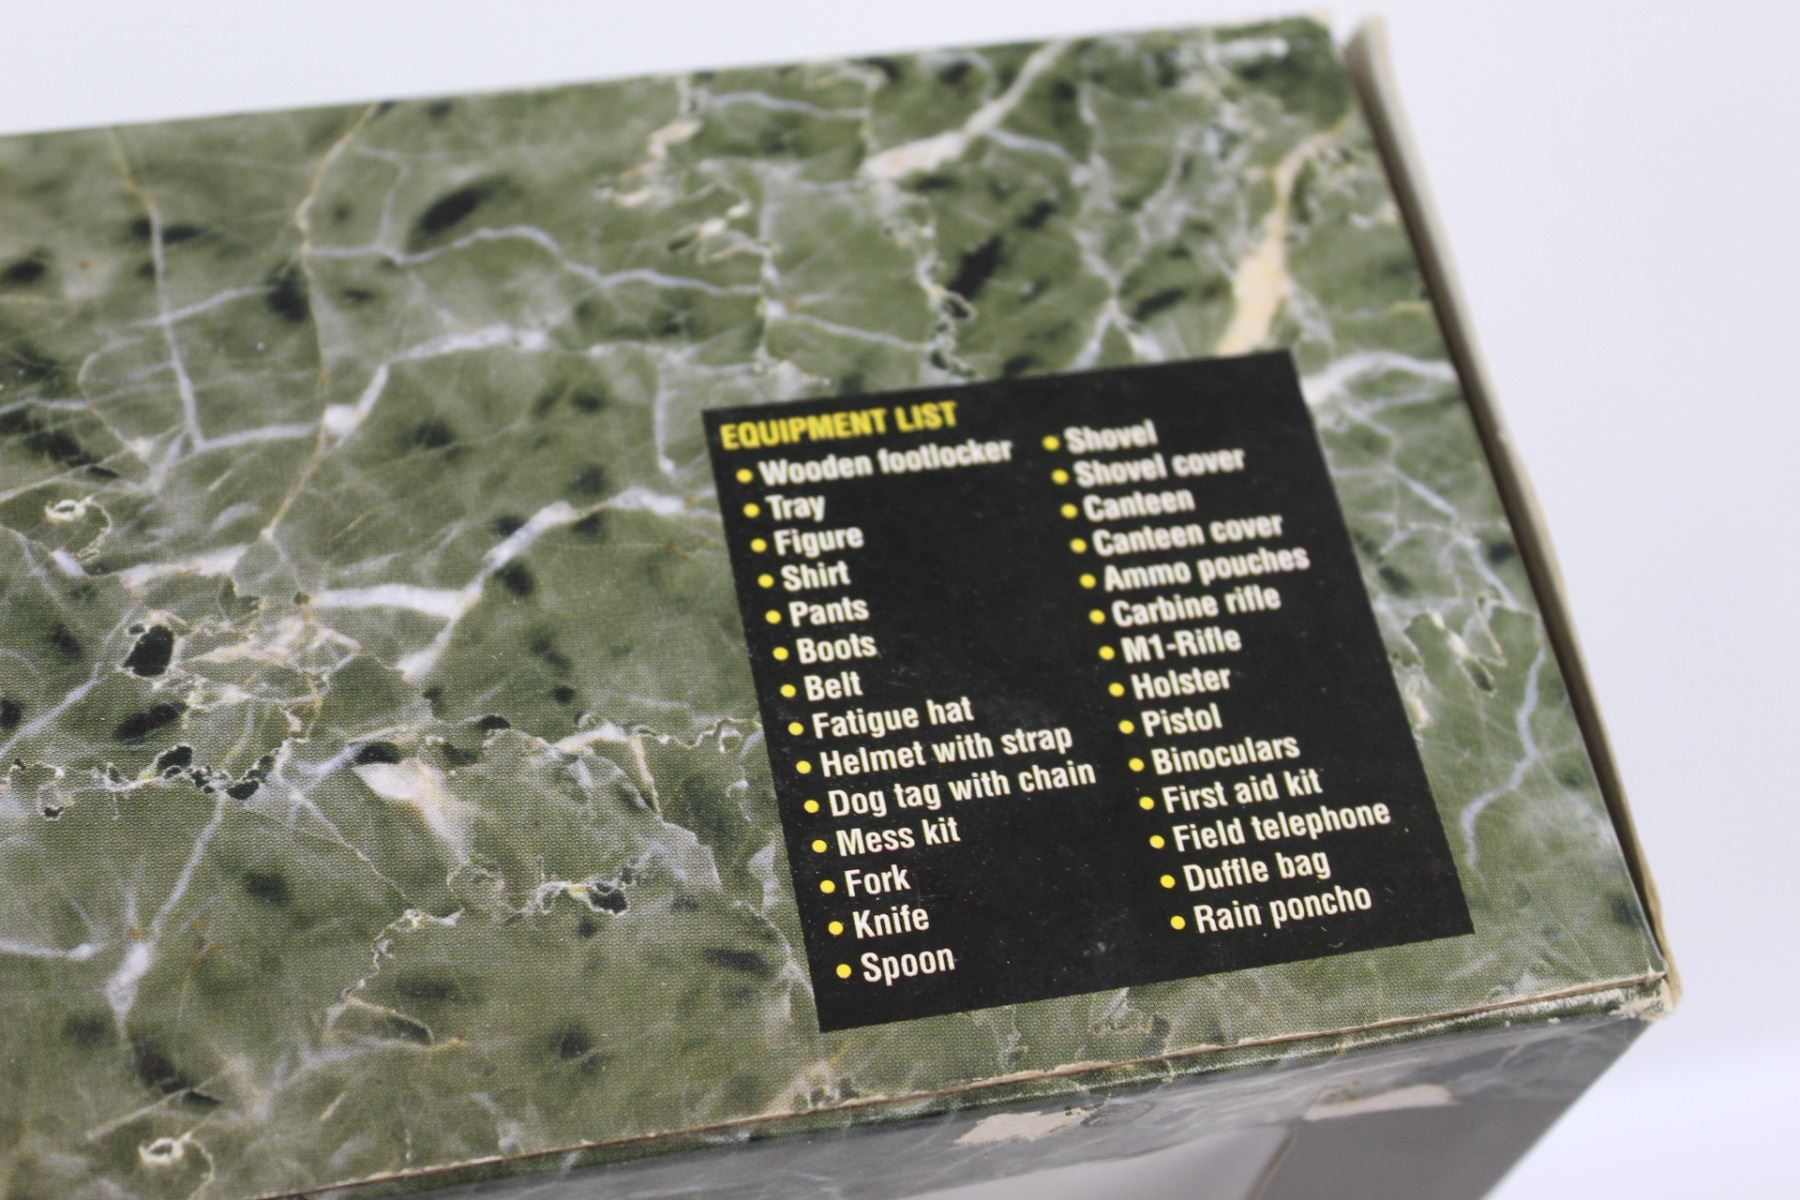 EQUIPMENT LIST
• Wooden footlocker
• Tray
• Figure
• Shirt
• Pants
• Boots
• Belt
• Fatigue hat
• Helmet with strap
• Dog tag with chain
• Mess kit
• Fork
• Knife
• Spoon
• Shovel
• Shovel cover
• Canteen
• Canteen cover
• Ammo pouches
• Carbine rifle
• M1-Rifle
• Holster
• Pistol
• Binoculars
• First aid kit
• Field telephone
• Duffle bag
• Rain poncho